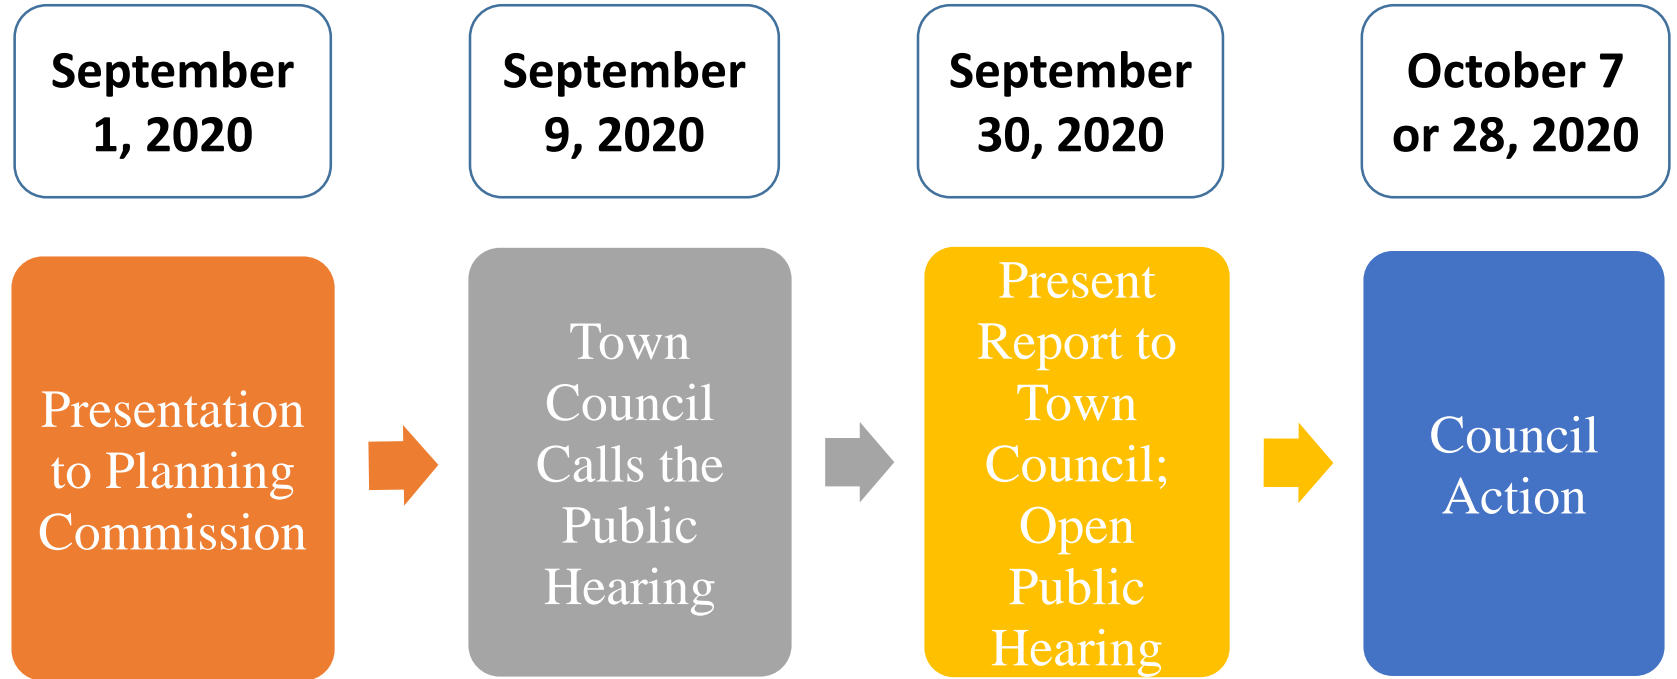 September
1, 2020
September
9, 2020
September
30, 2020
October 7
or 28, 2020
Presentation
to Planning
Commission
Town
Council
Calls the
Public
Hearing
Present
Report to
Town
Council;
Open
Public
Hearing
Council
Action